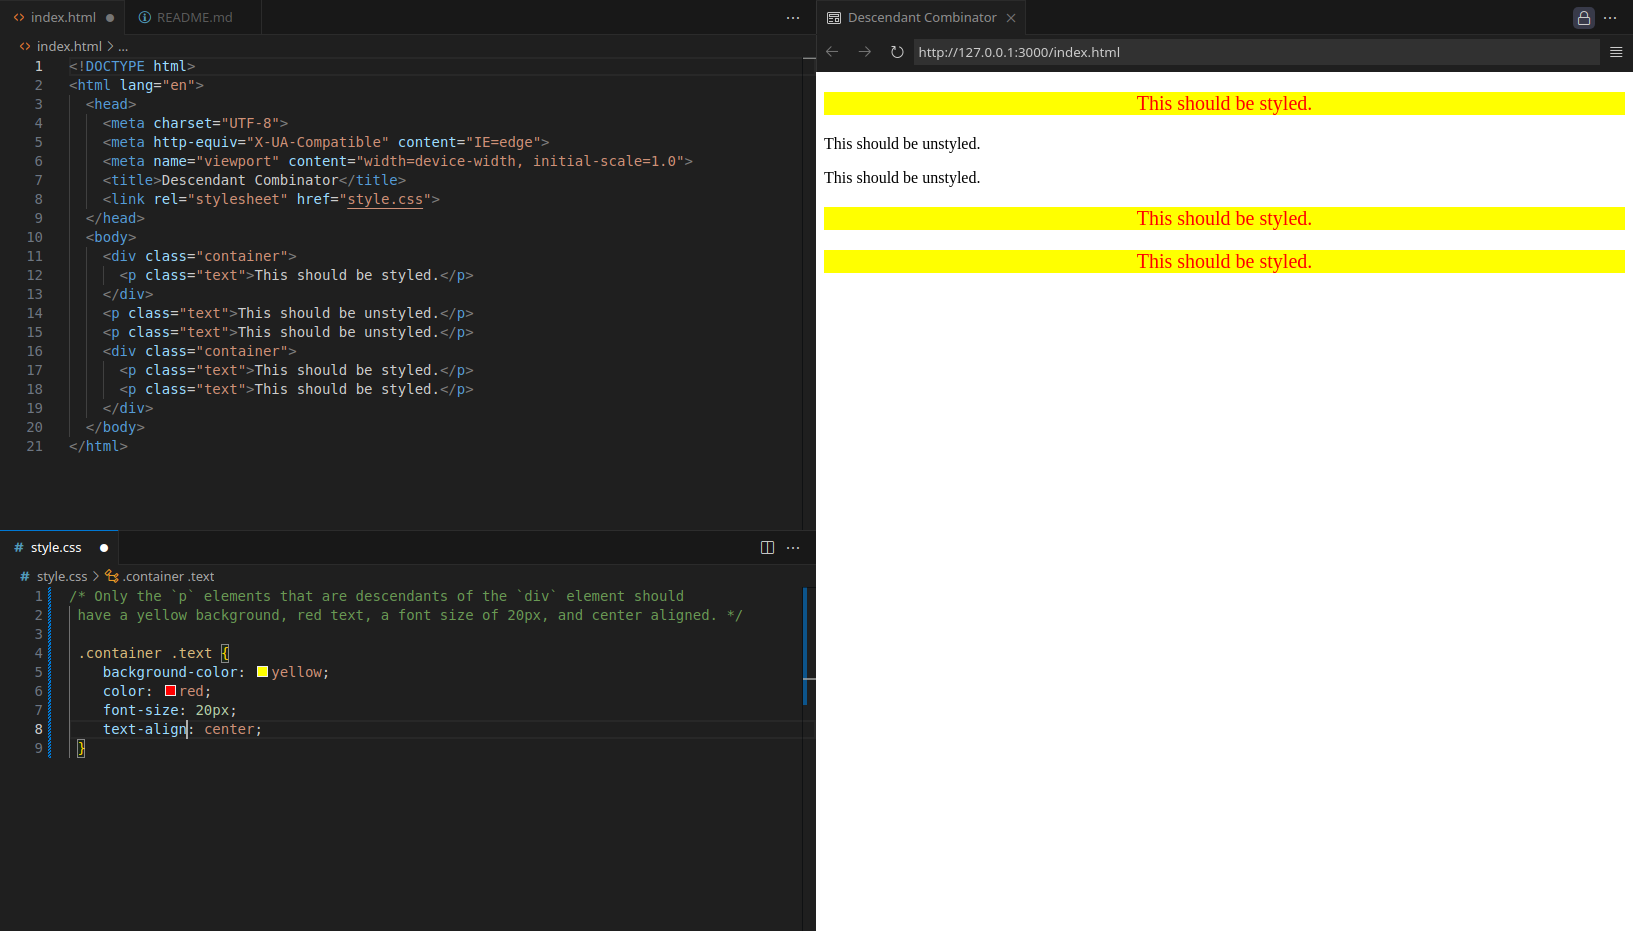 index.html
README.md
index.html > ...
1 <!DOCTYPE html>
2 <html lang="en">
3 <head>
4 <meta charset="UTF-8">
5 <meta http-equiv="X-UA-Compatible" content="IE=edge">
6 <meta name="viewport" content="width=device-width, initial-scale=1.0">
7 <title>Descendant Combinator</title>
8 <link rel="stylesheet" href="style.css">
9 </head>
10 <body>
11 <div class="container">
12 <p class="text">This should be styled.</p>
13 </div>
14 <p class="text">This should be unstyled.</p>
15 <p class="text">This should be unstyled.</p>
16 <div class="container">
17 <p class="text">This should be styled.</p>
18 <p class="text">This should be styled.</p>
19 </div>
20 </body>
21 </html>
# style.css
# style.css > .container .text
1 /* Only the `p` elements that are descendants of the `div` element should
2 have a yellow background, red text, a font size of 20px, and center aligned. */
3
4 .container .text {
5 background-color: yellow;
6 color: red;
7 font-size: 20px;
8 text-align: center;
9 }
Descendant Combinator
http://127.0.0.1:3000/index.html
This should be styled.
This should be unstyled.
This should be unstyled.
This should be styled.
This should be styled.